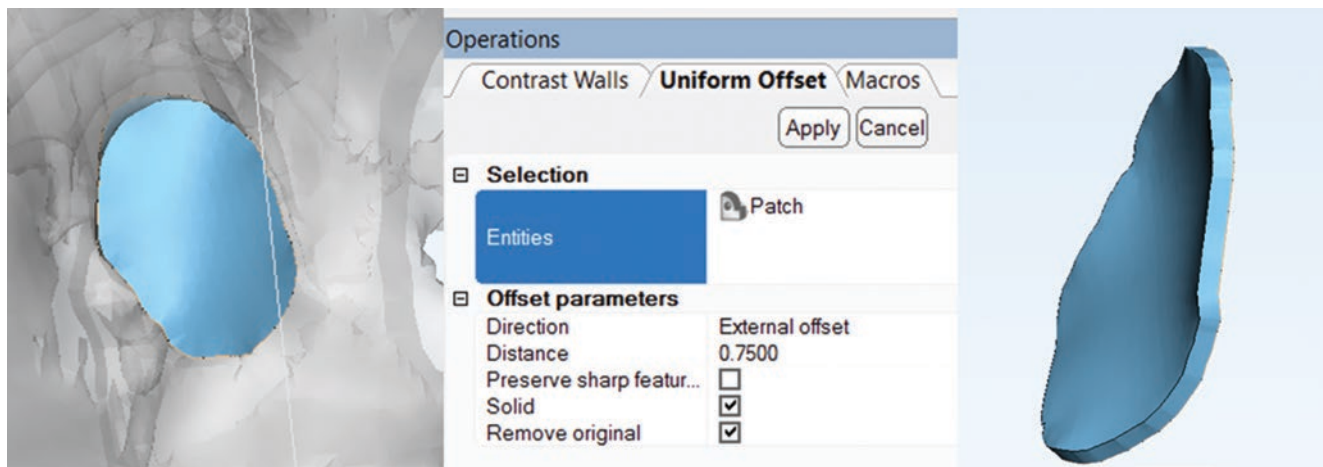 Operations
Contrast Walls Uniform Offset Macros
Apply Cancel
Selection
Entities Patch
Offset parameters
Direction External offset
Distance 0.7500
Preserve sharp featur...
Solid
Remove original